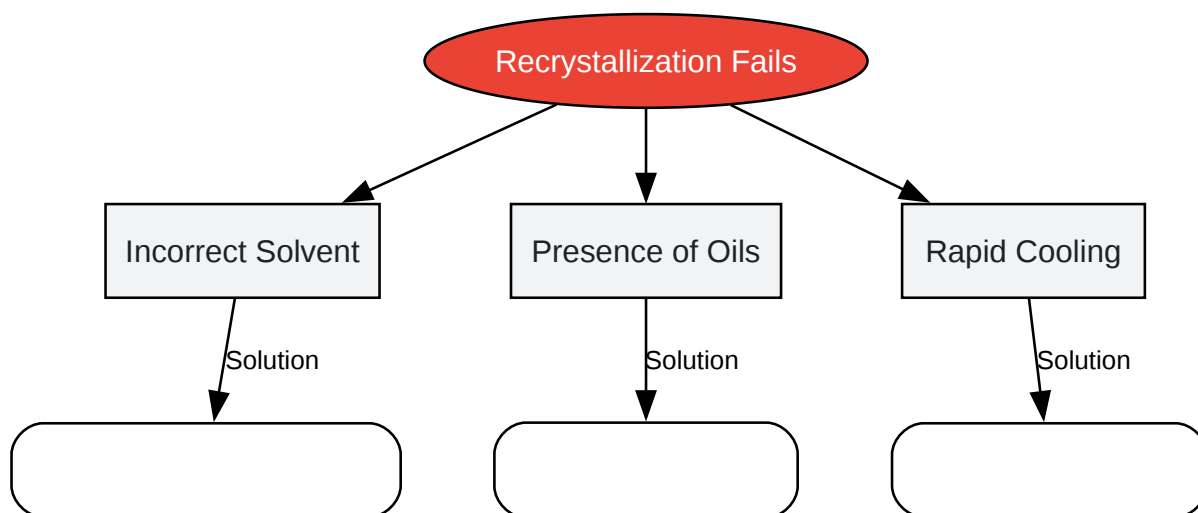 Recrystallization Fails
Incorrect Solvent
Presence of Oils
Rapid Cooling
Solution
Solution
Solution